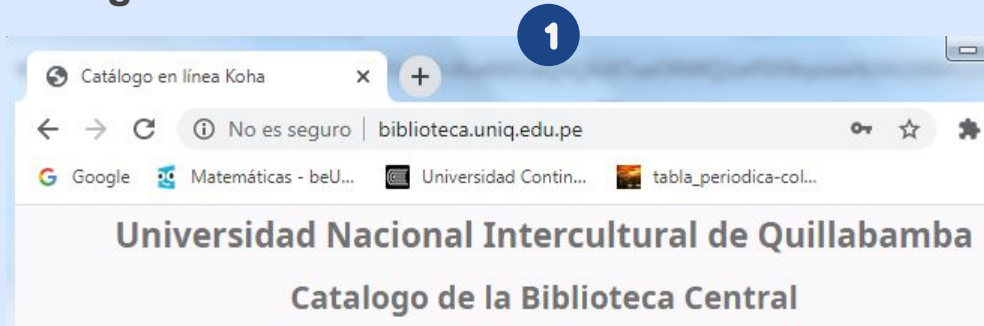 1
Catálogo en línea Koha
No es seguro | biblioteca.uniq.edu.pe
Google Matemáticas - beU... Universidad Contin... tabla_periodica-col...
Universidad Nacional Intercultural de Quillabamba
Catalogo de la Biblioteca Central